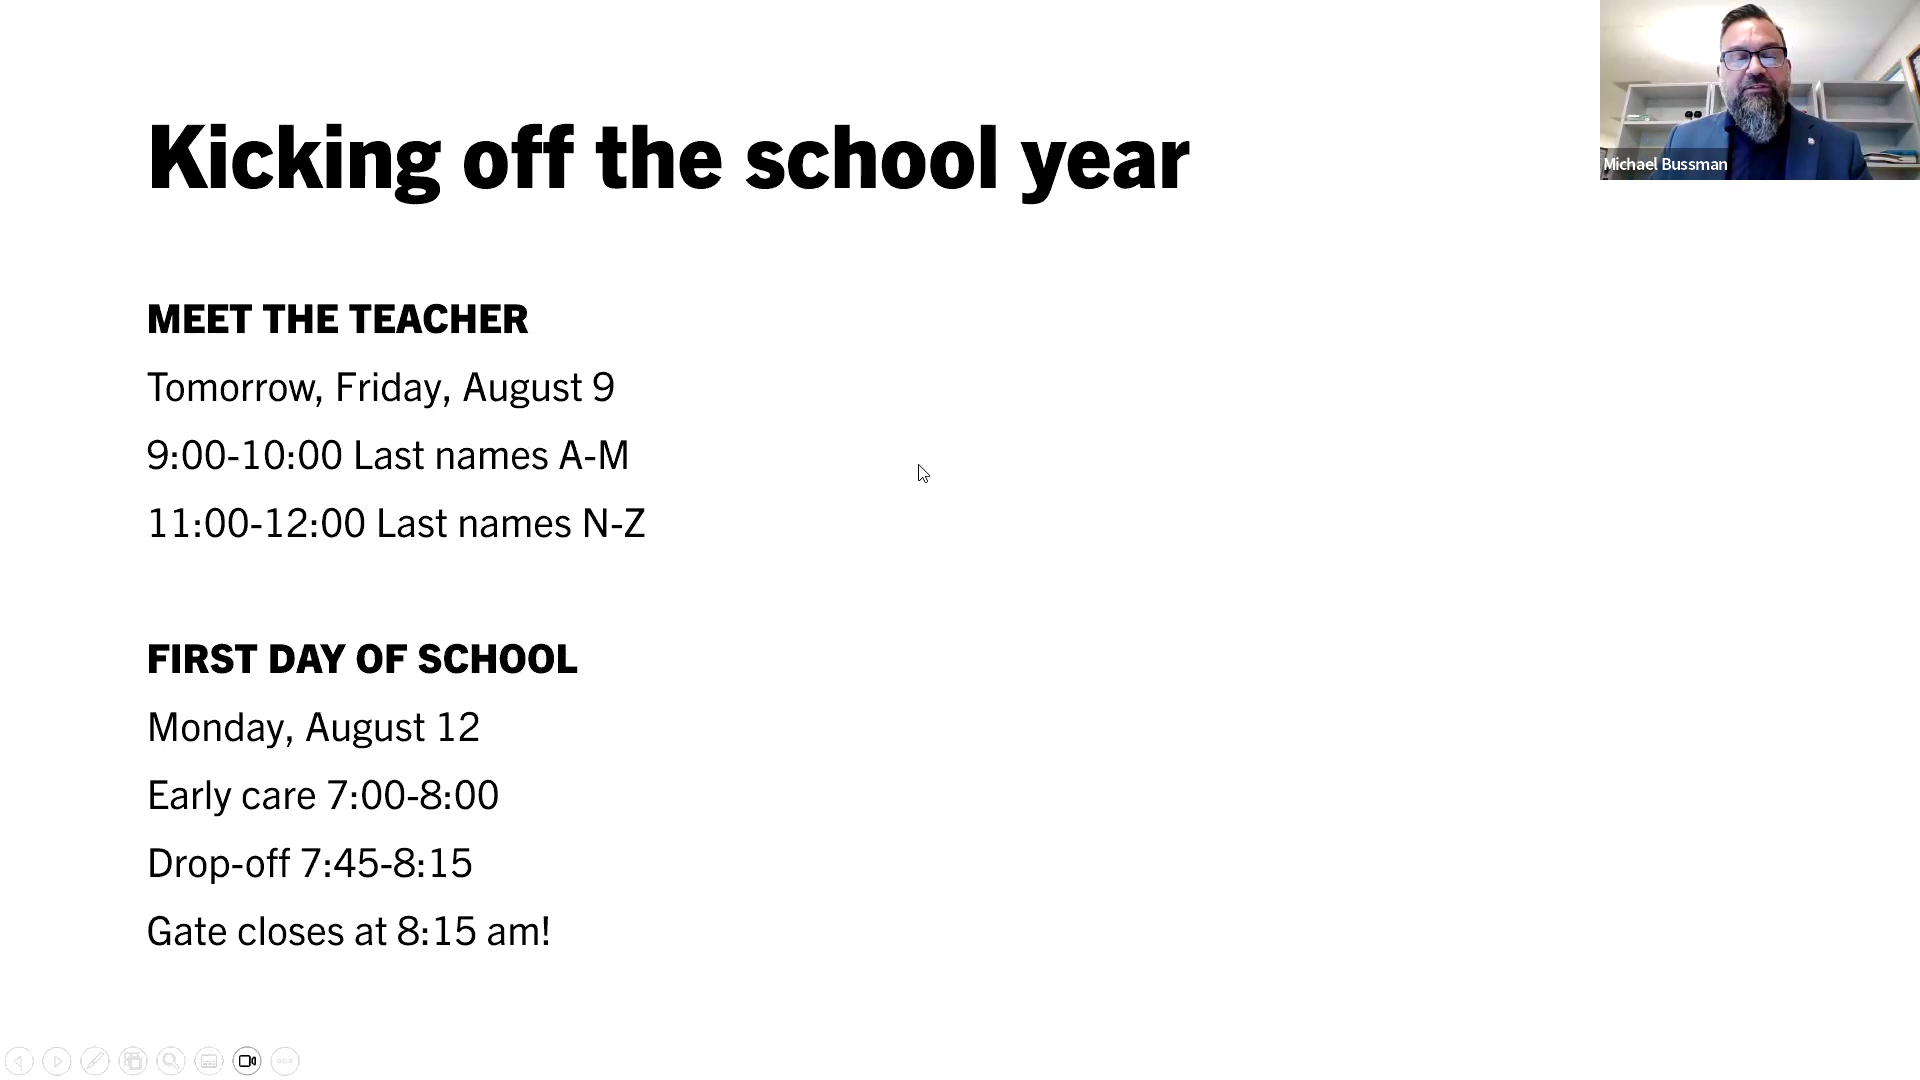 Kicking off the school year
Michael Bussman
MEET THE TEACHER
Tomorrow, Friday, August 9
9:00-10:00 Last names A-M
11:00-12:00 Last names N-Z
FIRST DAY OF SCHOOL
Monday, August 12
Early care 7:00-8:00
Drop-off 7:45-8:15
Gate closes at 8:15 am!